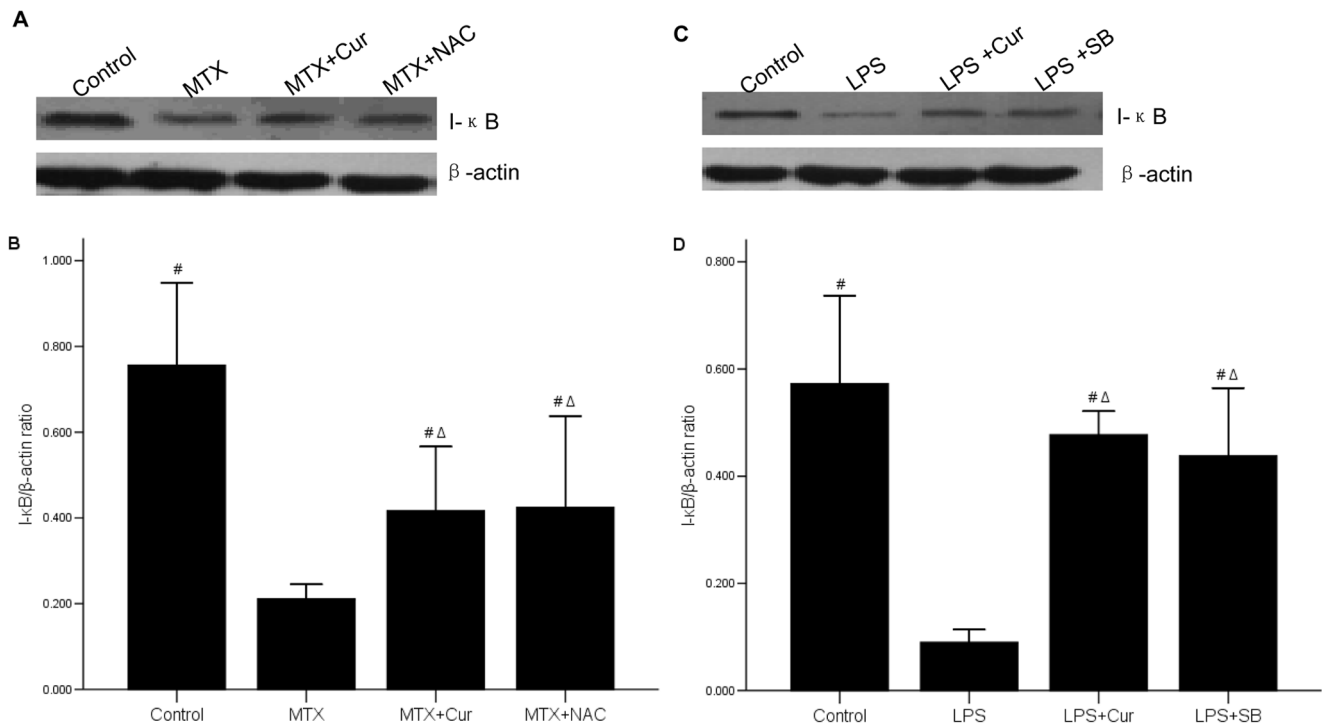 A
Control MTX MTX+Cur MTX+NAC
I-κB
β-actin
C
Control LPS LPS +Cur LPS +SB
I-κB
β-actin
B
1.000
0.800
0.600
0.400
0.200
0.000
I-κB/β-actin ratio
#
#Δ
#Δ
Control MTX MTX+Cur MTX+NAC
D
0.800
0.600
0.400
0.200
0.000
I-κB/β-actin ratio
#
#Δ
#Δ
Control LPS LPS+Cur LPS+SB